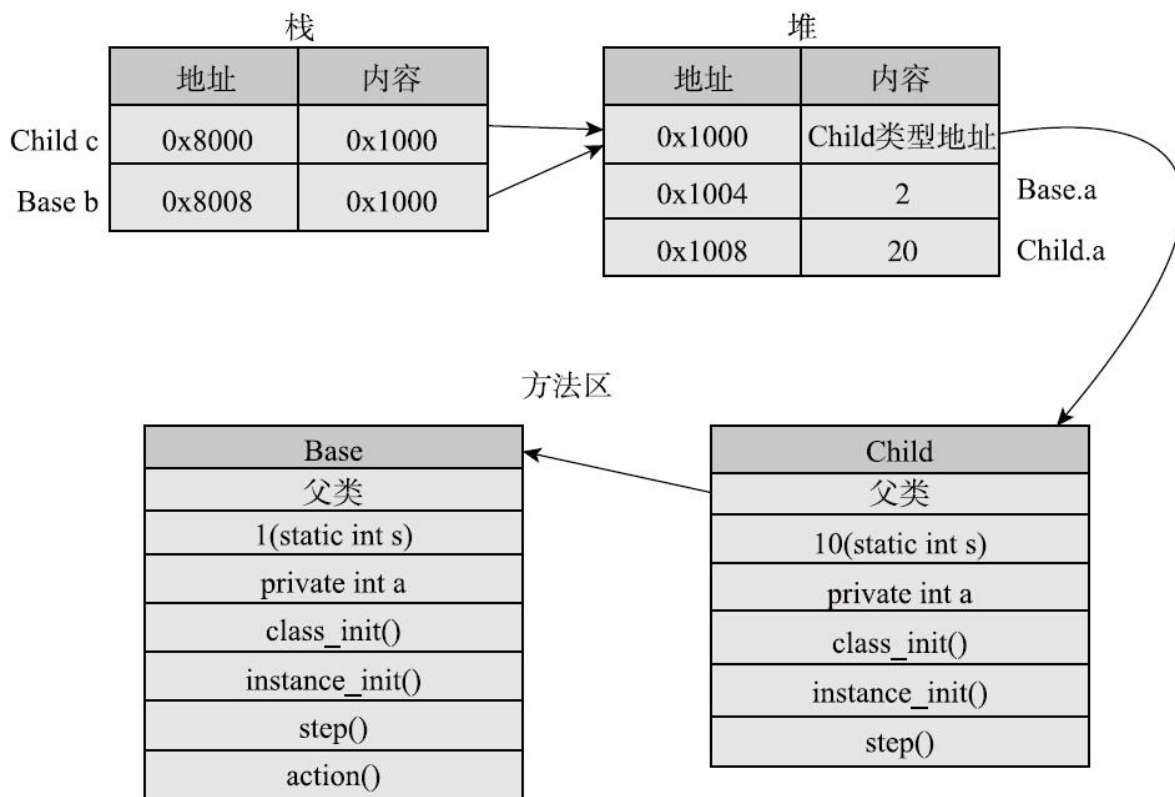 栈
地址 内容
Child c 0x8000 0x1000
Base b 0x8008 0x1000
堆
地址 内容
0x1000 Child类型地址
0x1004 2 Base.a
0x1008 20 Child.a
方法区
Base
父类
1(static int s)
private int a
class_init()
instance_init()
step()
action()
Child
父类
10(static int s)
private int a
class_init()
instance_init()
step()